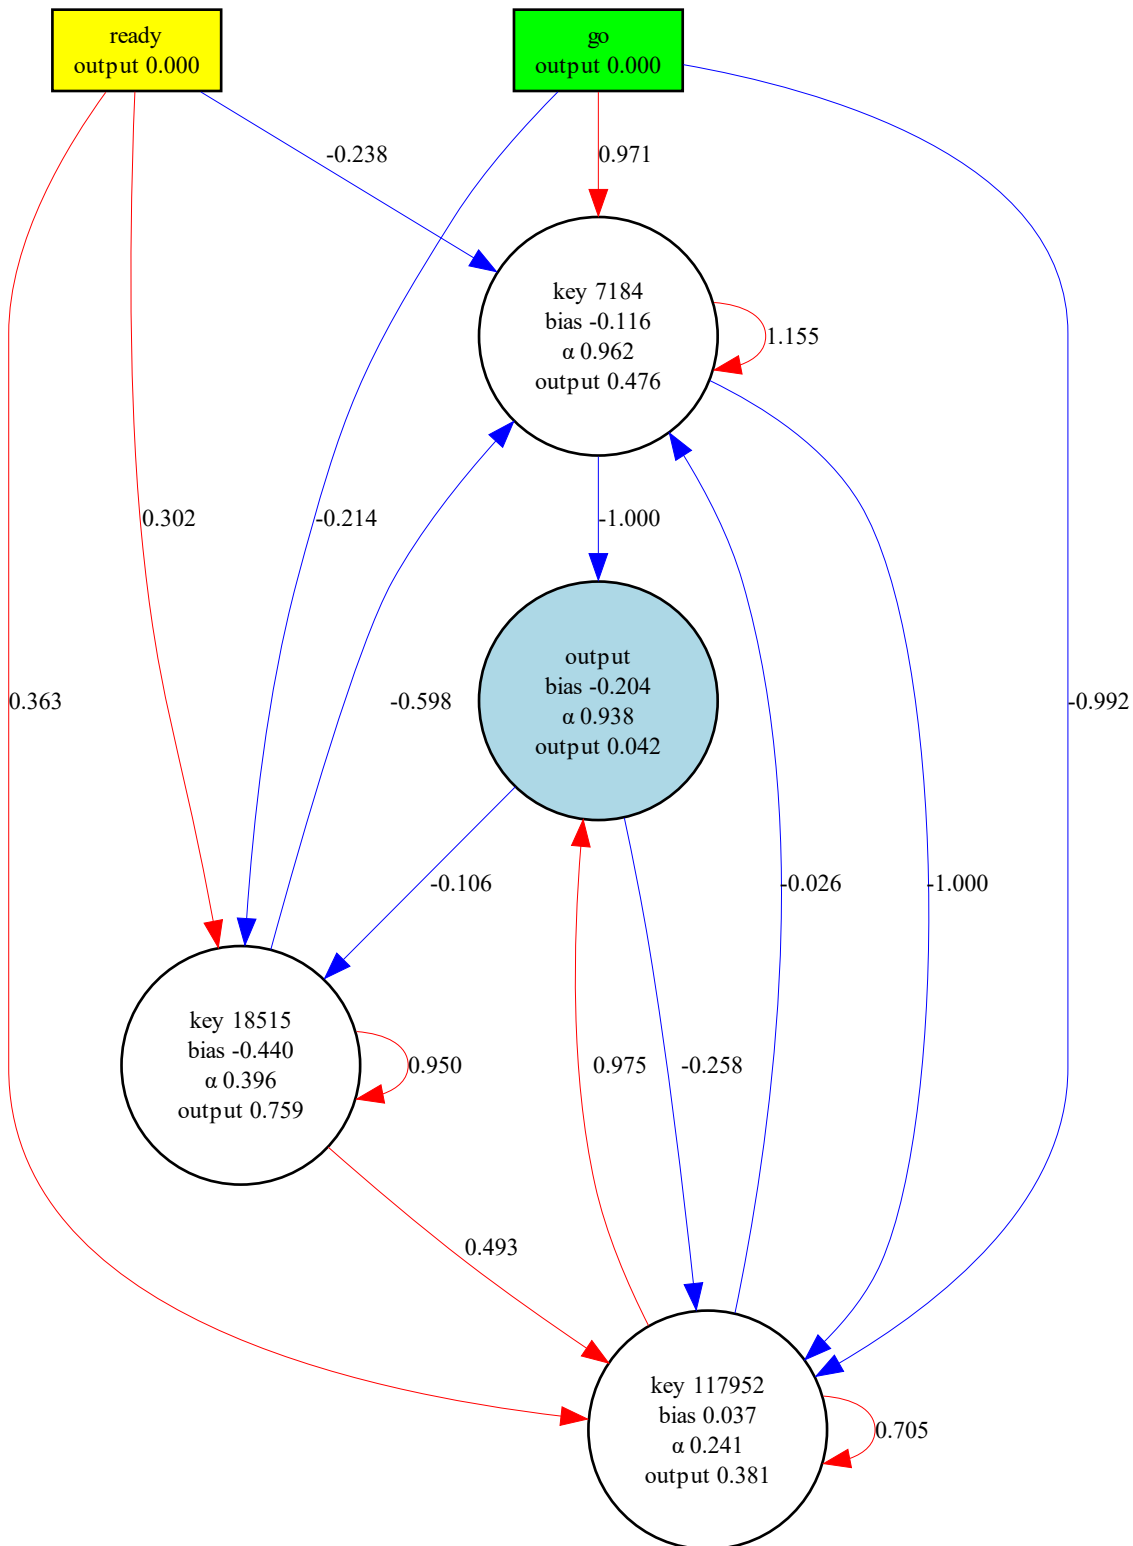 ready
output 0.000
go
output 0.000
-0.238
0.971
key 7184
bias -0.116
α 0.962
output 0.476
1.155
0.302
-0.214
-1.000
output
bias -0.204
α 0.938
output 0.042
0.363
-0.598
-0.992
-0.106
-0.026
-1.000
key 18515
bias -0.440
α 0.396
output 0.759
0.950
0.975
-0.258
0.493
key 117952
bias 0.037
α 0.241
output 0.381
0.705